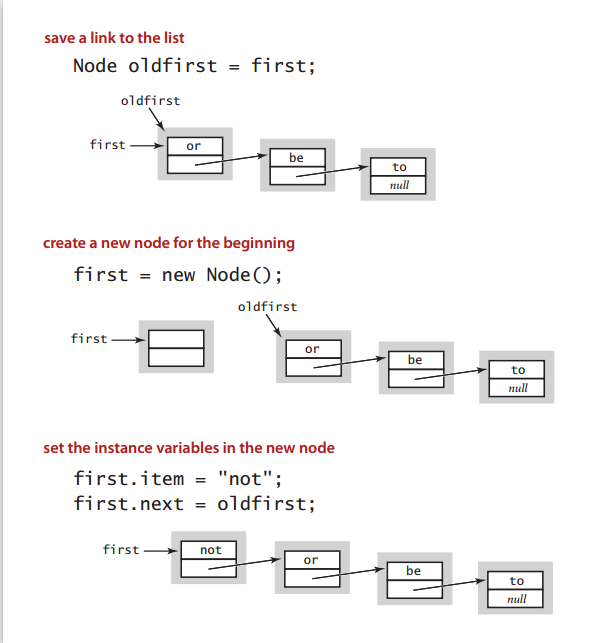 save a link to the list
Node oldfirst = first;
oldfirst
first
or
be
to
null
create a new node for the beginning
first = new Node();
oldfirst
first
or
be
to
null
set the instance variables in the new node
first.item = "not";
first.next = oldfirst;
first
not
or
be
to
null